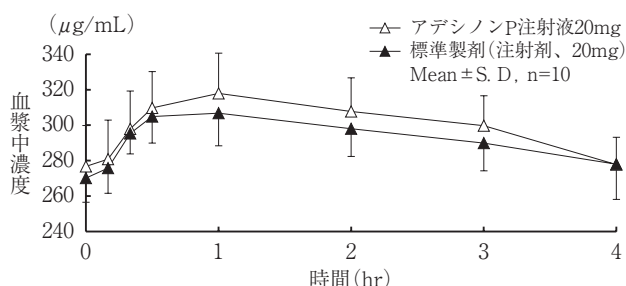 (μg/mL)
アデシノンP注射液20mg
標準製剤(注射剤、20mg)
Mean±S. D, n=10
340
320
300
280
260
240
血漿中濃度
0
1
2
3
4
時間(hr)